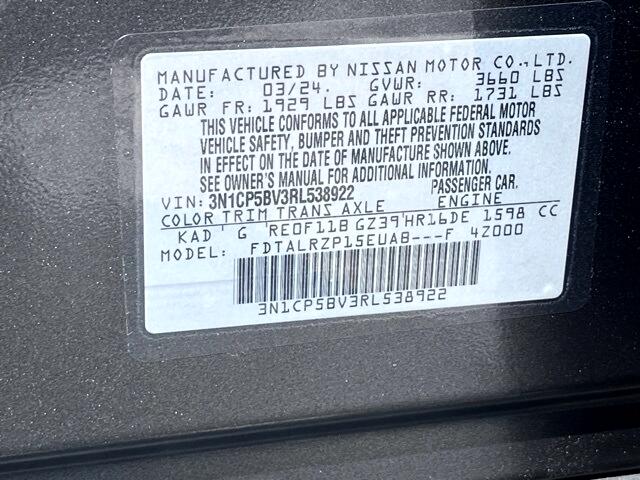 MANUFACTURED BY NISSAN MOTOR CO.,LTD.
DATE: 03/24. GVWR: 3660 LBS
GAWR FR: 1929 LBS GAWR RR: 1731 LBS
THIS VEHICLE CONFORMS TO ALL APPLICABLE FEDERAL MOTOR
VEHICLE SAFETY, BUMPER AND THEFT PREVENTION STANDARDS
IN EFFECT ON THE DATE OF MANUFACTURE SHOWN ABOVE.
SEE OWNER'S MANUAL FOR ADDITIONAL INFORMATION.
VIN: 3N1CP5BV3RL538922 PASSENGER CAR.
COLOR TRIM TRANS AXLE ENGINE
KAD G RE0F11B GZ39 HR16DE 1598 CC
MODEL: FDTALRZP15EUAB---F 4Z000
3N1CP5BV3RL538922